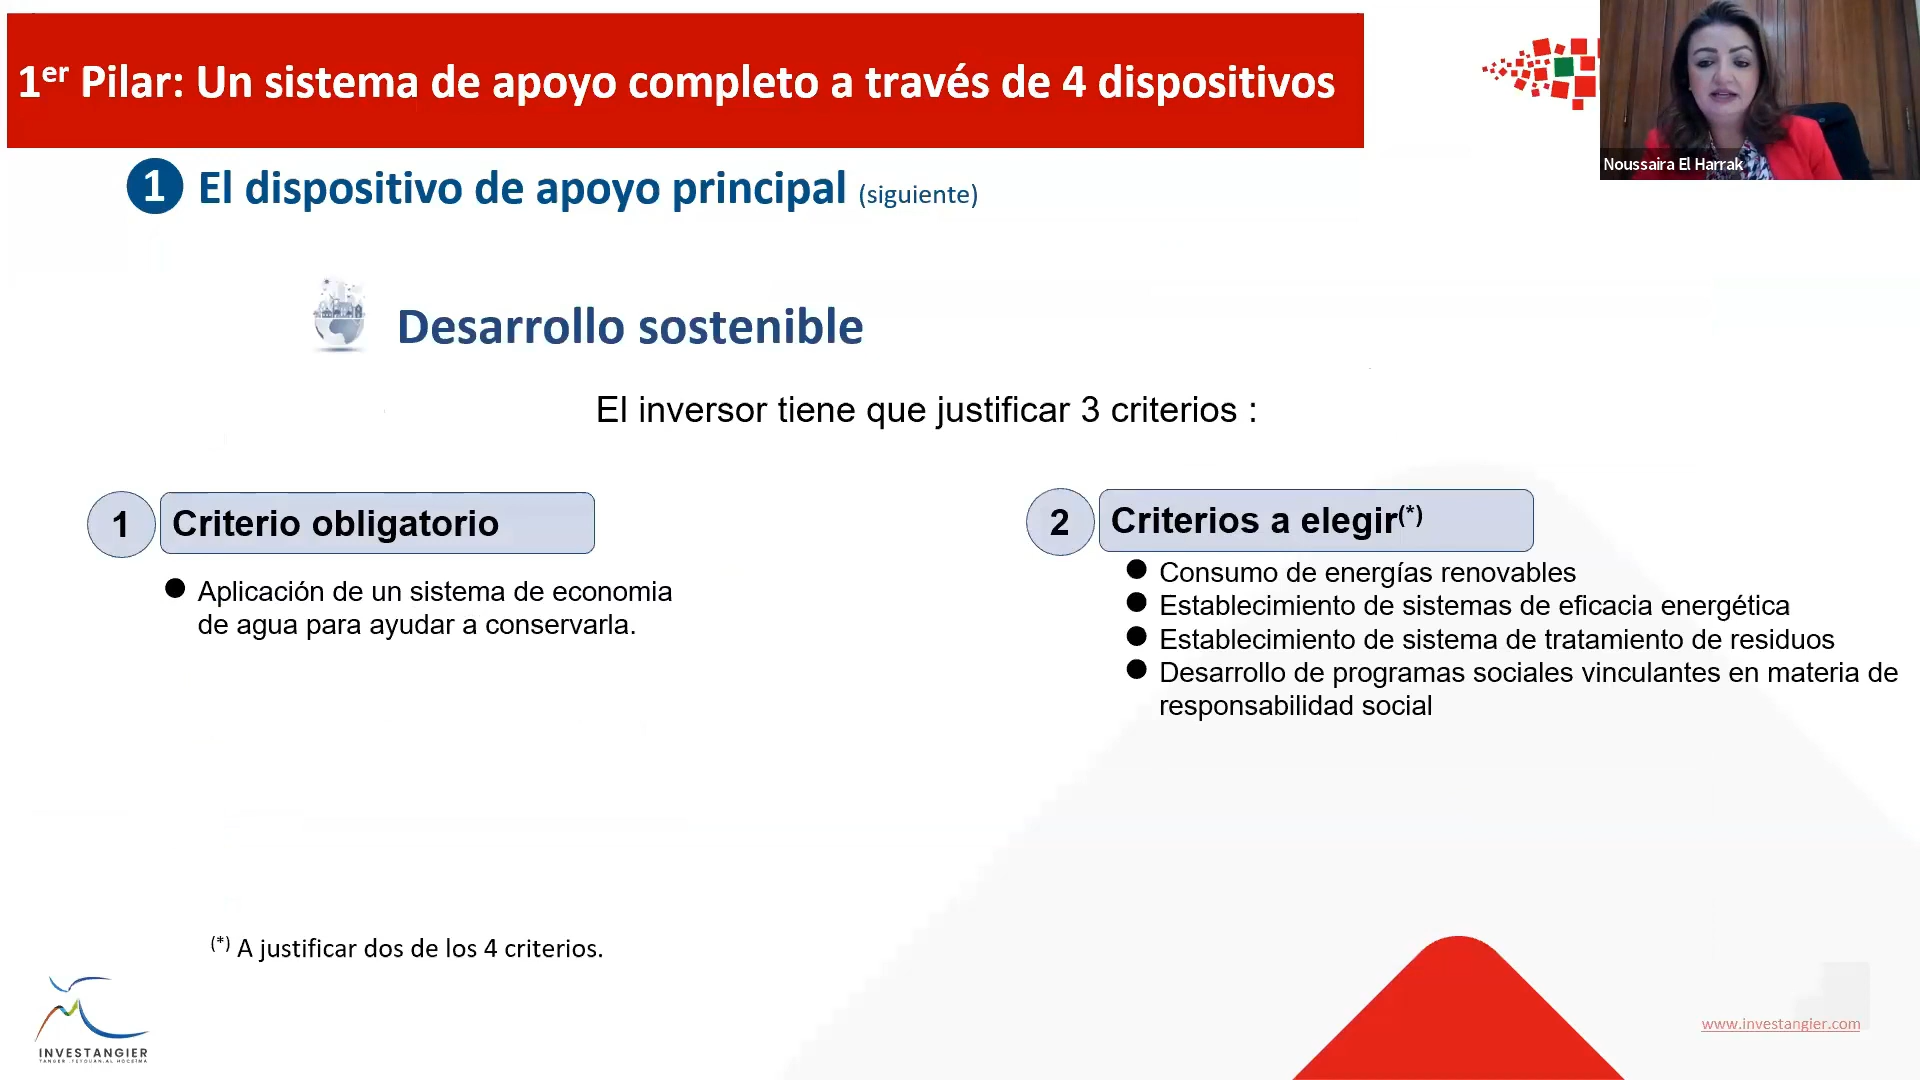 1er Pilar: Un sistema de apoyo completo a través de 4 dispositivos
Noussaira El Harrak
1 El dispositivo de apoyo principal (siguiente)
Desarrollo sostenible
El inversor tiene que justificar 3 criterios :
1 Criterio obligatorio
● Aplicación de un sistema de economia
de agua para ayudar a conservarla.
2 Criterios a elegir(*)
● Consumo de energías renovables
● Establecimiento de sistemas de eficacia energética
● Establecimiento de sistema de tratamiento de residuos
● Desarrollo de programas sociales vinculantes en materia de
responsabilidad social
(*) A justificar dos de los 4 criterios.
INVESTANGIER
TANGER .TETOUAN.AL HOCEIMA
www.investangier.com